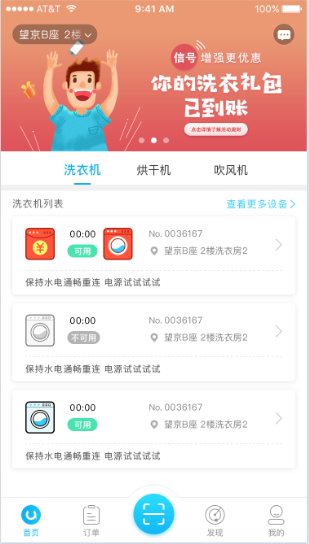 AT&T 9:41 AM 100%
望京B座 2楼
信号 增强更优惠
你的洗衣礼包
已到账
点击详情了解活动规则
洗衣机 烘干机 吹风机
洗衣机列表 查看更多设备
00:00 No. 0036167
可用 望京B座 2楼洗衣房2
保持水电通畅重连 电源试试试试
00:00 No. 0036167
不可用 望京B座 2楼洗衣房2
保持水电通畅重连 电源试试试试
00:00 No. 0036167
可用 望京B座 2楼洗衣房2
保持水电通畅重连 电源试试试试
首页 订单 发现 我的